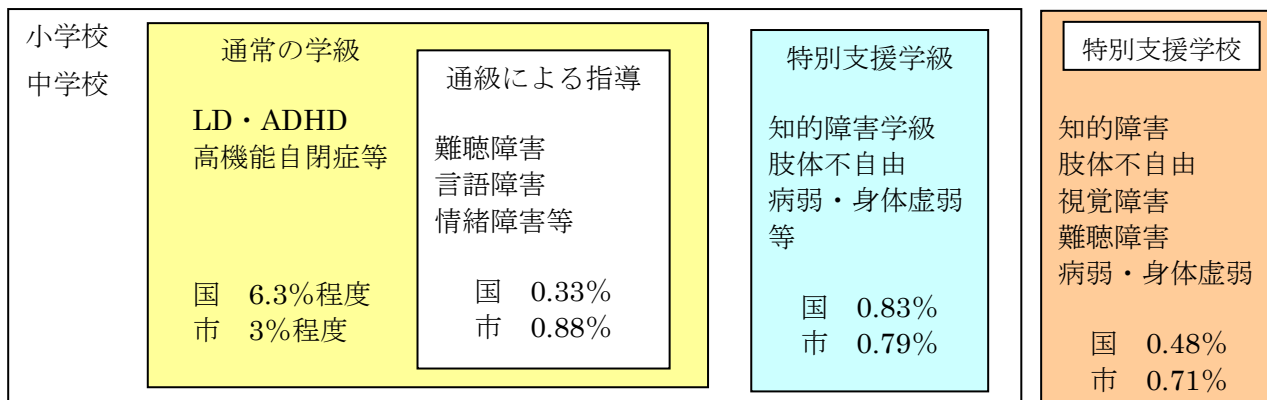 小学校
中学校
通常の学級
LD・ADHD
高機能自閉症等
国 6.3%程度
市 3%程度
通級による指導
難聴障害
言語障害
情緒障害等
国 0.33%
市 0.88%
特別支援学級
知的障害学級
肢体不自由
病弱・身体虚弱
等
国 0.83%
市 0.79%
特別支援学校
知的障害
肢体不自由
視覚障害
難聴障害
病弱・身体虚弱
国 0.48%
市 0.71%